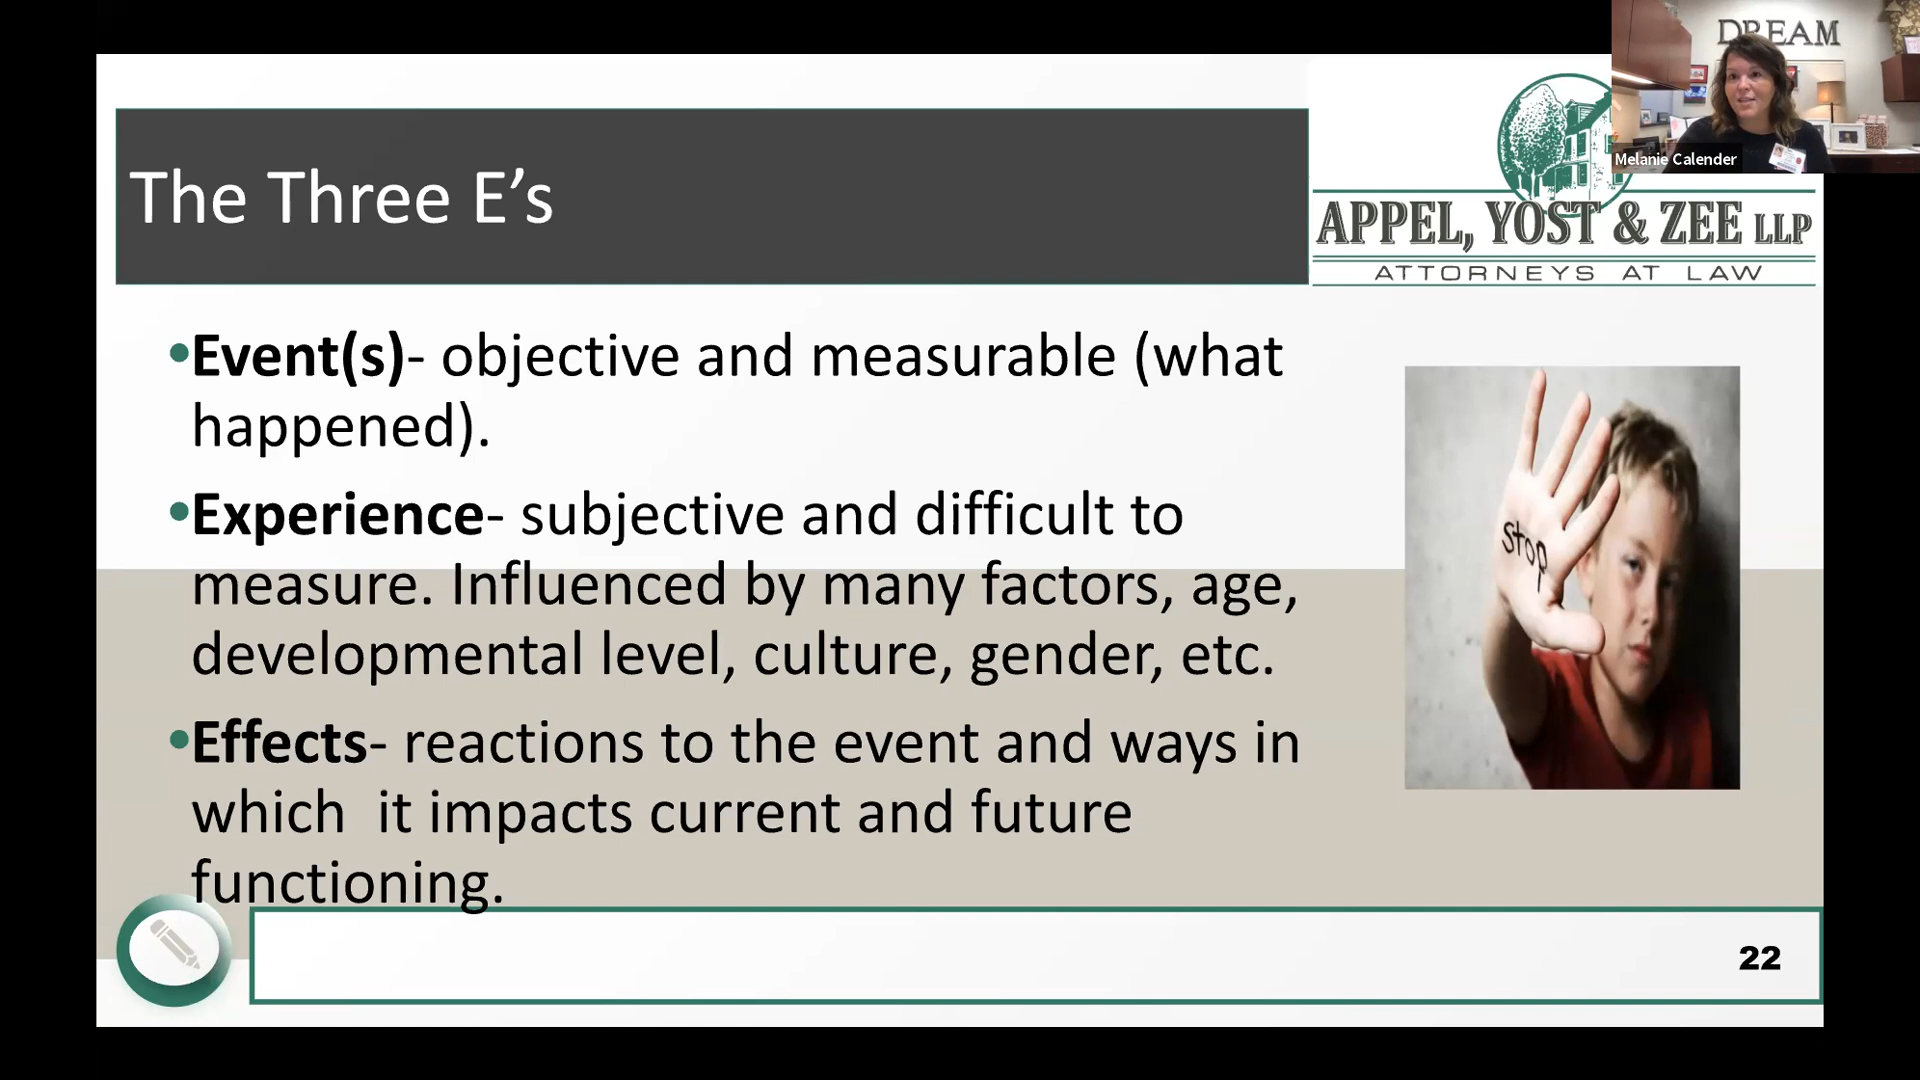 DREAM
Melanie Calender
The Three E’s
APPEL, YOST & ZEE LLP
ATTORNEYS AT LAW
•Event(s)- objective and measurable (what
happened).
•Experience- subjective and difficult to
measure. Influenced by many factors, age,
developmental level, culture, gender, etc.
•Effects- reactions to the event and ways in
which  it impacts current and future
functioning.
stop
22